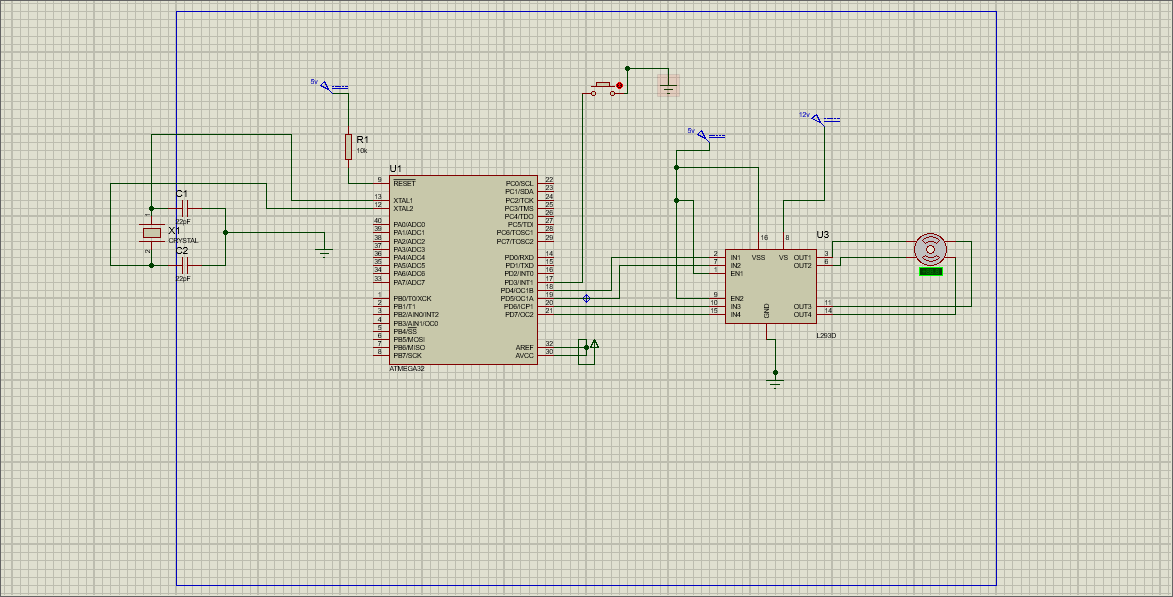 5v
12v
5v
R1
10k
U1
9 RESET
13 XTAL1
12 XTAL2
40 PA0/ADC0
39 PA1/ADC1
38 PA2/ADC2
37 PA3/ADC3
36 PA4/ADC4
35 PA5/ADC5
34 PA6/ADC6
33 PA7/ADC7
1 PB0/T0/XCK
2 PB1/T1
3 PB2/AIN0/INT2
4 PB3/AIN1/OC0
5 PB4/SS
6 PB5/MOSI
7 PB6/MISO
8 PB7/SCK
PC0/SCL 22
PC1/SDA 23
PC2/TCK 24
PC3/TMS 25
PC4/TDO 26
PC5/TDI 27
PC6/TOSC1 28
PC7/TOSC2 29
PD0/RXD 14
PD1/TXD 15
PD2/INT0 16
PD3/INT1 17
PD4/OC1B 18
PD5/OC1A 19
PD6/ICP1 20
PD7/OC2 21
AREF 32
AVCC 30
ATMEGA32
C1
22pF
1
X1
CRYSTAL
2
C2
22pF
U3
16
8
VSS
VS
2 IN1
7 IN2
1 EN1
9 EN2
10 IN3
15 IN4
GND
OUT1 3
OUT2 6
OUT3 11
OUT4 14
L293D